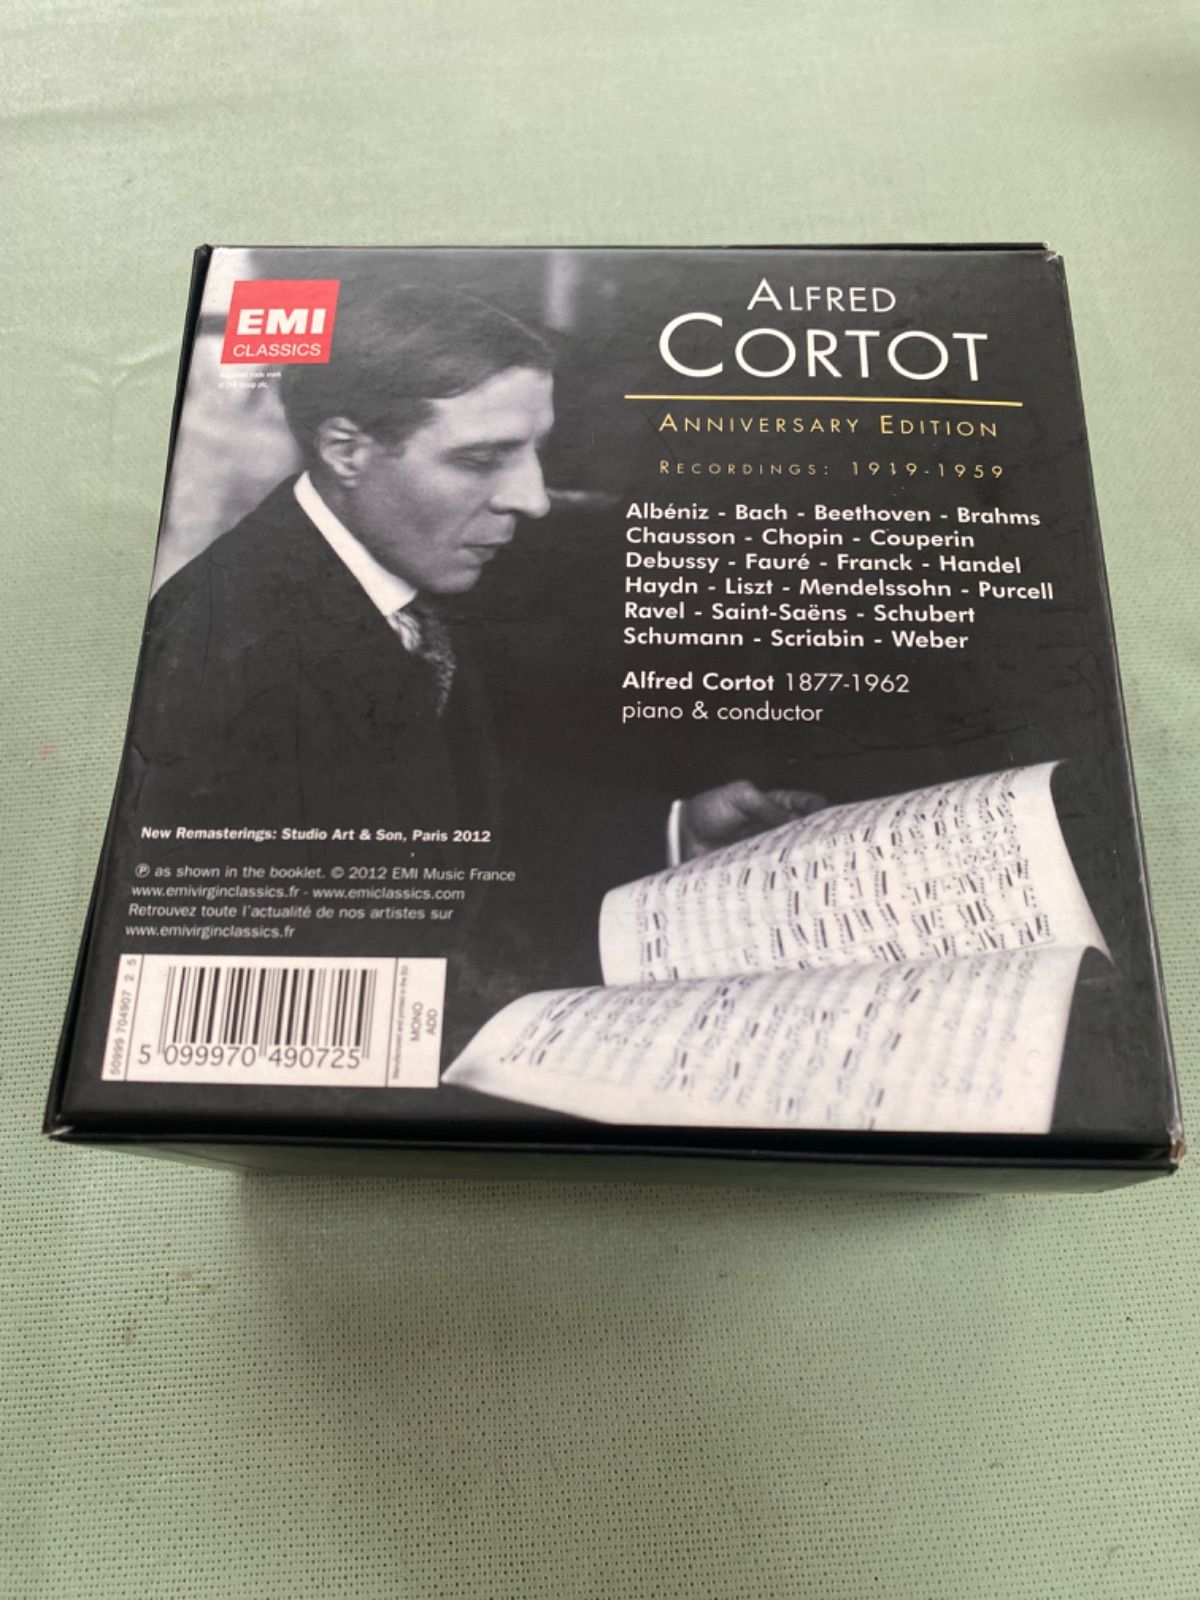 EMI
CLASSICS
ALFRED
CORTOT
ANNIVERSARY EDITION
RECORDINGS: 1919-1959
Albéniz - Bach - Beethoven - Brahms
Chausson - Chopin - Couperin
Debussy - Fauré - Franck - Handel
Haydn - Liszt - Mendelssohn - Purcell
Ravel - Saint-Saëns - Schubert
Schumann - Scriabin - Weber
Alfred Cortot 1877-1962
piano & conductor
New Remasterings: Studio Art & Son, Paris 2012
℗ as shown in the booklet. © 2012 EMI Music France
www.emivirginclassics.fr - www.emiclassics.com
Retrouvez toute l'actualité de nos artistes sur
www.emivirginclassics.fr
50999 704907 2 5
5 099970 490725
MONO
ADD